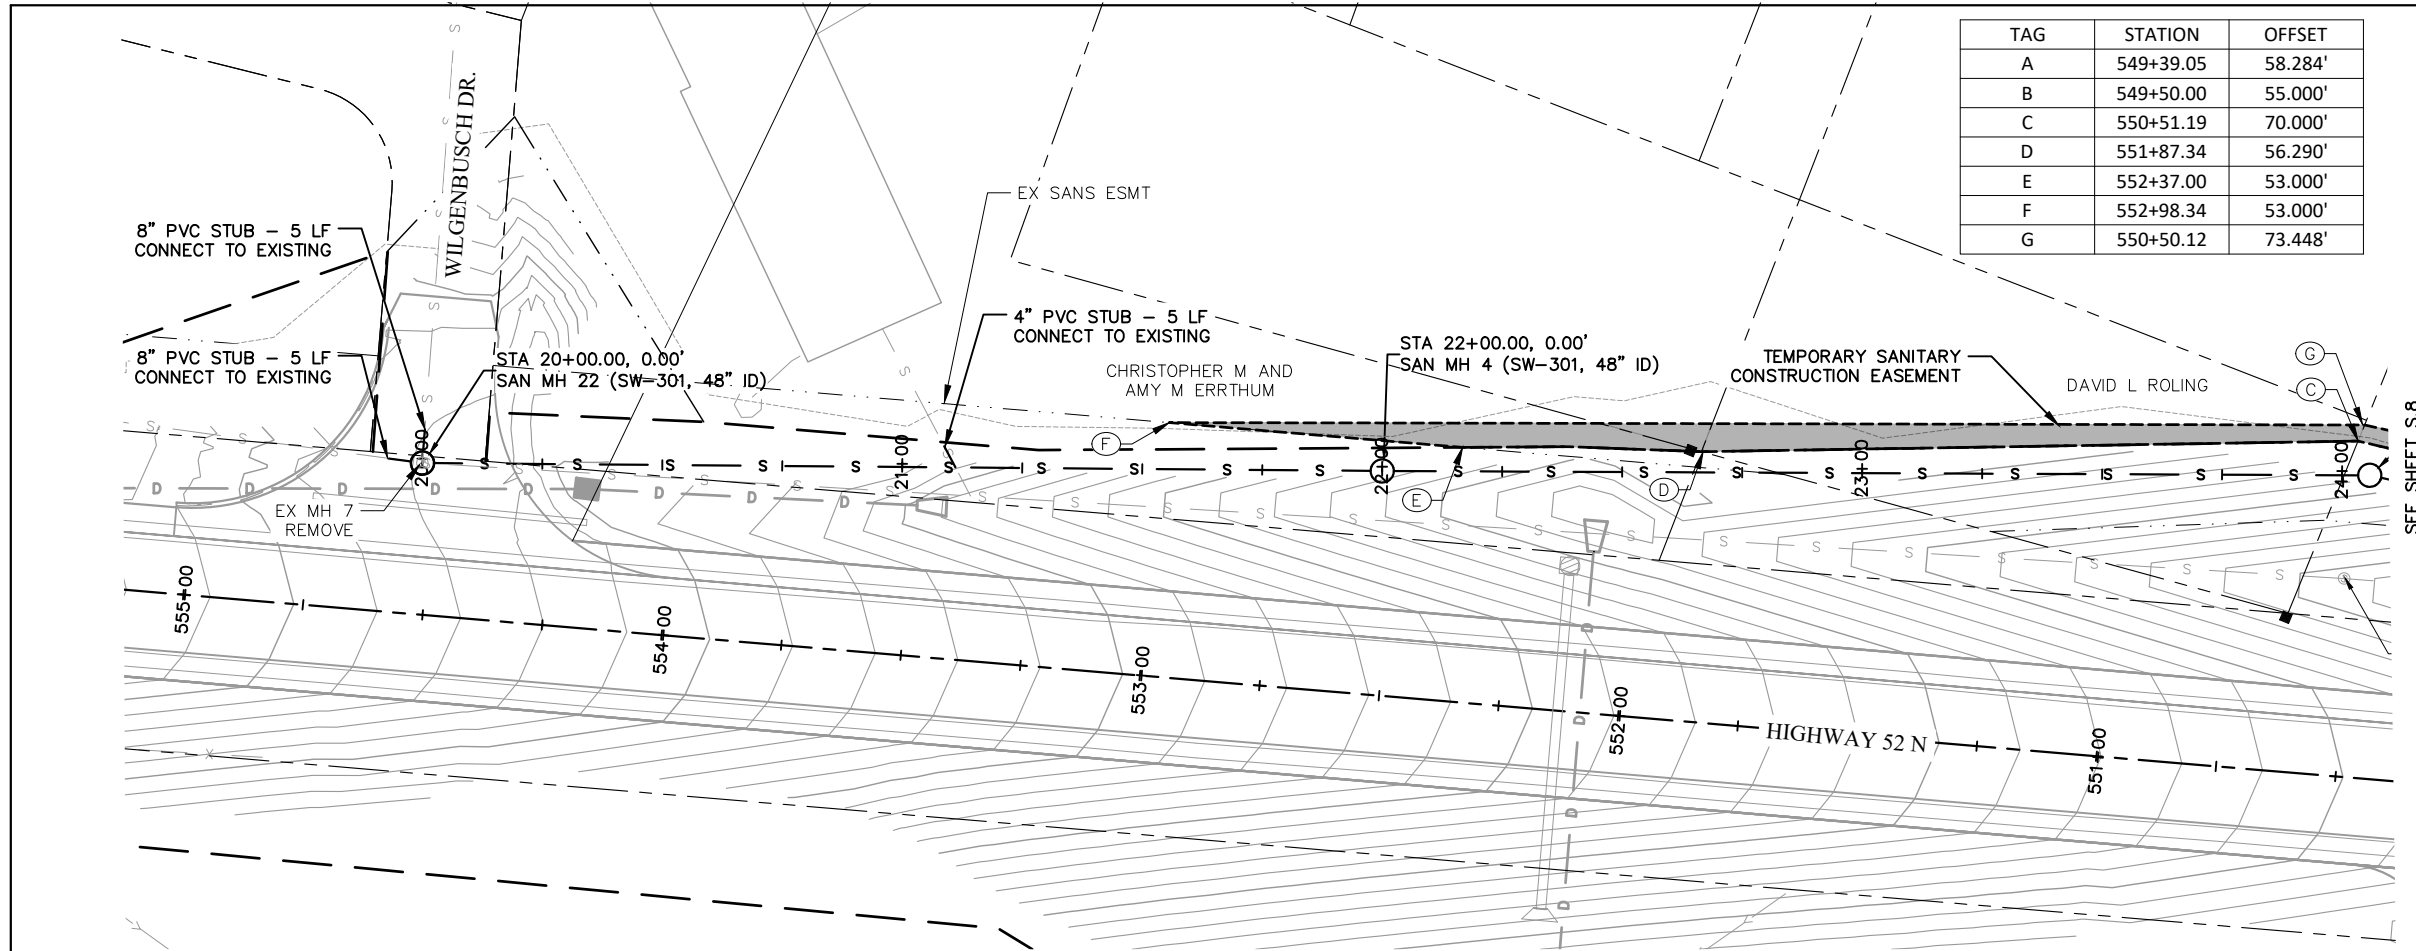 TAG STATION OFFSET
A 549+39.05 58.284'
B 549+50.00 55.000'
C 550+51.19 70.000'
D 551+87.34 56.290'
E 552+37.00 53.000'
F 552+98.34 53.000'
G 550+50.12 73.448'
WILGENBUSCH DR.
EX SANS ESMT
8" PVC STUB – 5 LF
CONNECT TO EXISTING
4" PVC STUB – 5 LF
CONNECT TO EXISTING
8" PVC STUB – 5 LF
CONNECT TO EXISTING
STA 20+00.00, 0.00'
SAN MH 22 (SW–301, 48" ID)
CHRISTOPHER M AND
AMY M ERRTHUM
STA 22+00.00, 0.00'
SAN MH 4 (SW–301, 48" ID)
TEMPORARY SANITARY
CONSTRUCTION EASEMENT
DAVID L ROLING
G
C
F
E
D
21+00
22+00
23+00
24+00
EX MH 7
REMOVE
SEE SHEET S.8
555+00
554+00
553+00
552+00
551+00
HIGHWAY 52 N